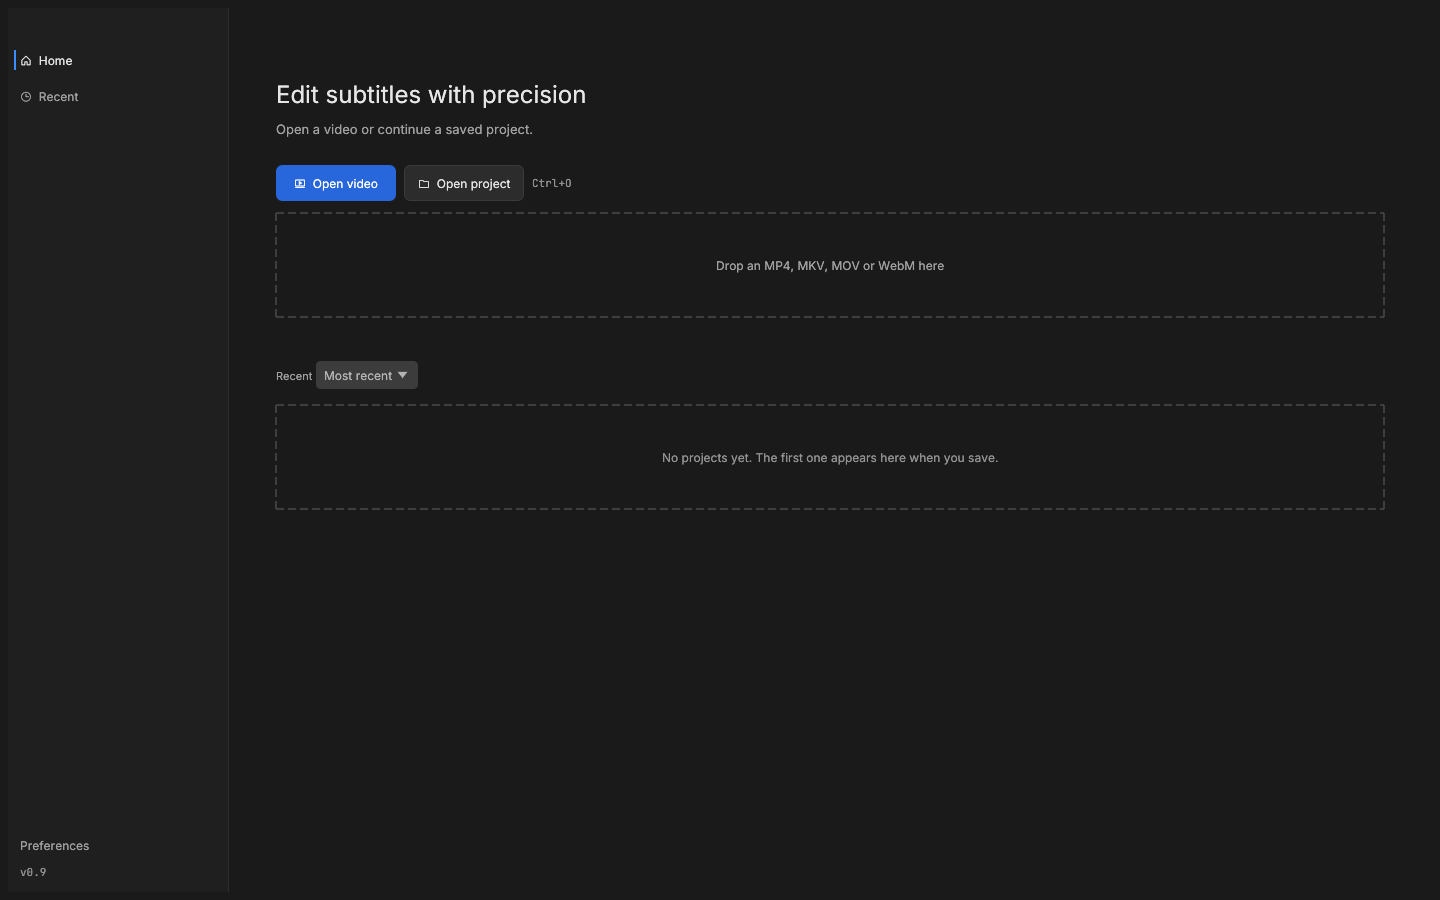 Home
Recent
Edit subtitles with precision
Open a video or continue a saved project.
Open video
Open project
Ctrl+O
Drop an MP4, MKV, MOV or WebM here
Recent
Most recent
No projects yet. The first one appears here when you save.
Preferences
v0.9